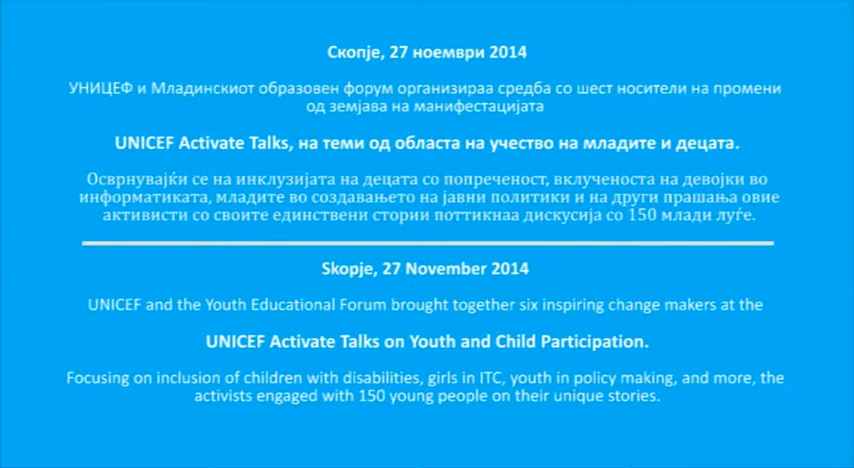 Скопје, 27 ноември 2014
УНИЦЕФ и Младинскиот образовен форум организираа средба со шест носители на промени
од земјава на манифестацијата
UNICEF Activate Talks, на теми од областа на учество на младите и децата.
Осврнувајќи се на инклузијата на децата со попреченост, вклученоста на девојки во
информатиката, младите во создавањето на јавни политики и на други прашања овие
активисти со своите единствени стории поттикнаа дискусија со 150 млади луѓе.
Skopje, 27 November 2014
UNICEF and the Youth Educational Forum brought together six inspiring change makers at the
UNICEF Activate Talks on Youth and Child Participation.
Focusing on inclusion of children with disabilities, girls in ITC, youth in policy making, and more, the
activists engaged with 150 young people on their unique stories.